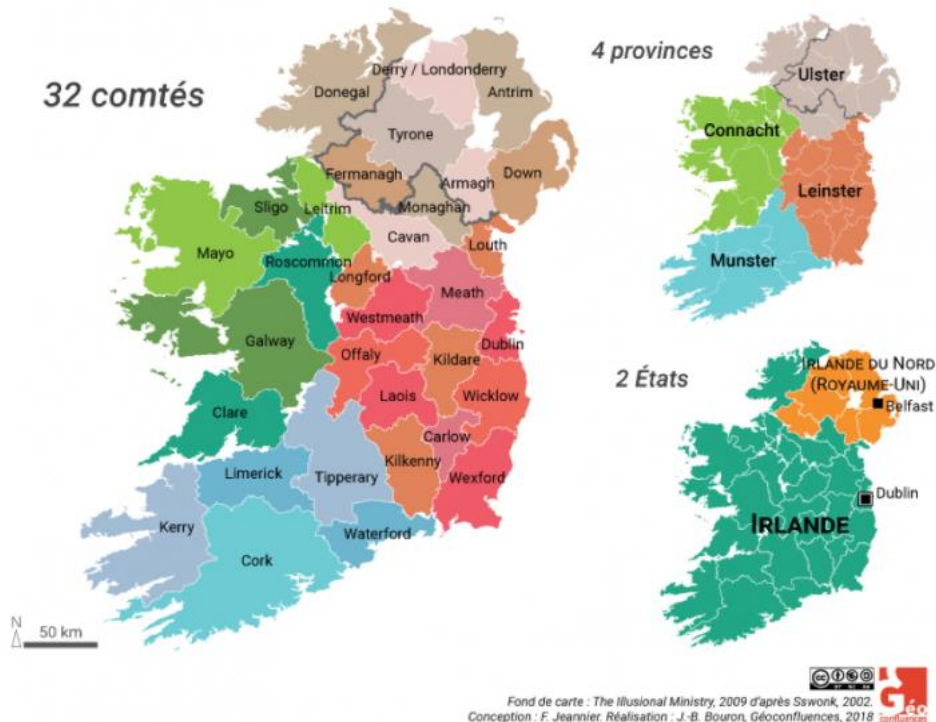 32 comtés
Donegal
Derry / Londonderry
Antrim
Tyrone
Fermanagh
Armagh
Down
Monaghan
Sligo
Leitrim
Cavan
Louth
Mayo
Roscommon
Longford
Meath
Westmeath
Galway
Dublin
Offaly
Kildare
Laois
Wicklow
Clare
Carlow
Limerick
Tipperary
Kilkenny
Wexford
Kerry
Waterford
Cork
N
50 km
4 provinces
Ulster
Connacht
Leinster
Munster
2 États
IRLANDE DU NORD
(ROYAUME-UNI)
Belfast
Dublin
IRLANDE
Fond de carte : The Illusional Ministry, 2009 d'après Sswonk, 2002.
Conception : F. Jeannier. Réalisation : J.-B. Bouron, Géoconfluences, 2018
Géo
confluences